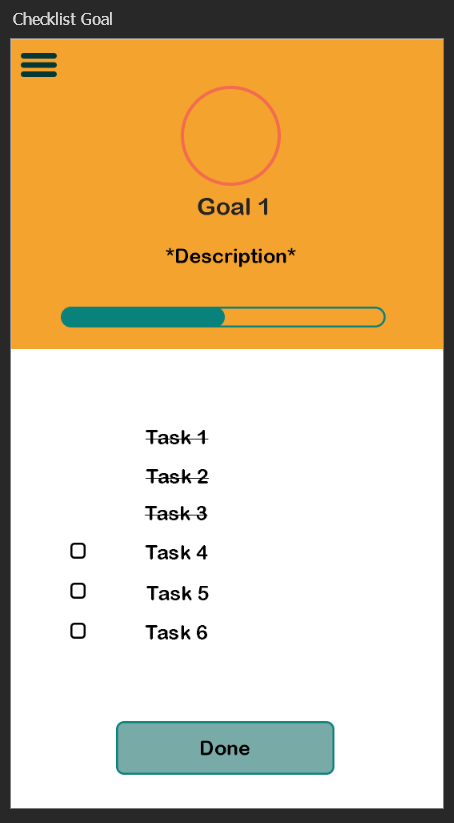 Checklist Goal
Goal 1
*Description*
Task 1
Task 2
Task 3
Task 4
Task 5
Task 6
Done